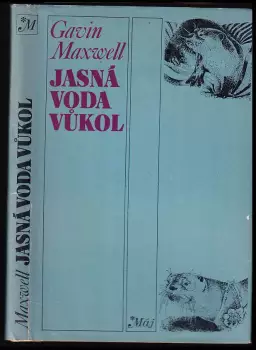 *M
Maxwell JASNÁ VODA VŮKOL
Gavin
Maxwell
JASNÁ
VODA
VŮKOL
*Máj